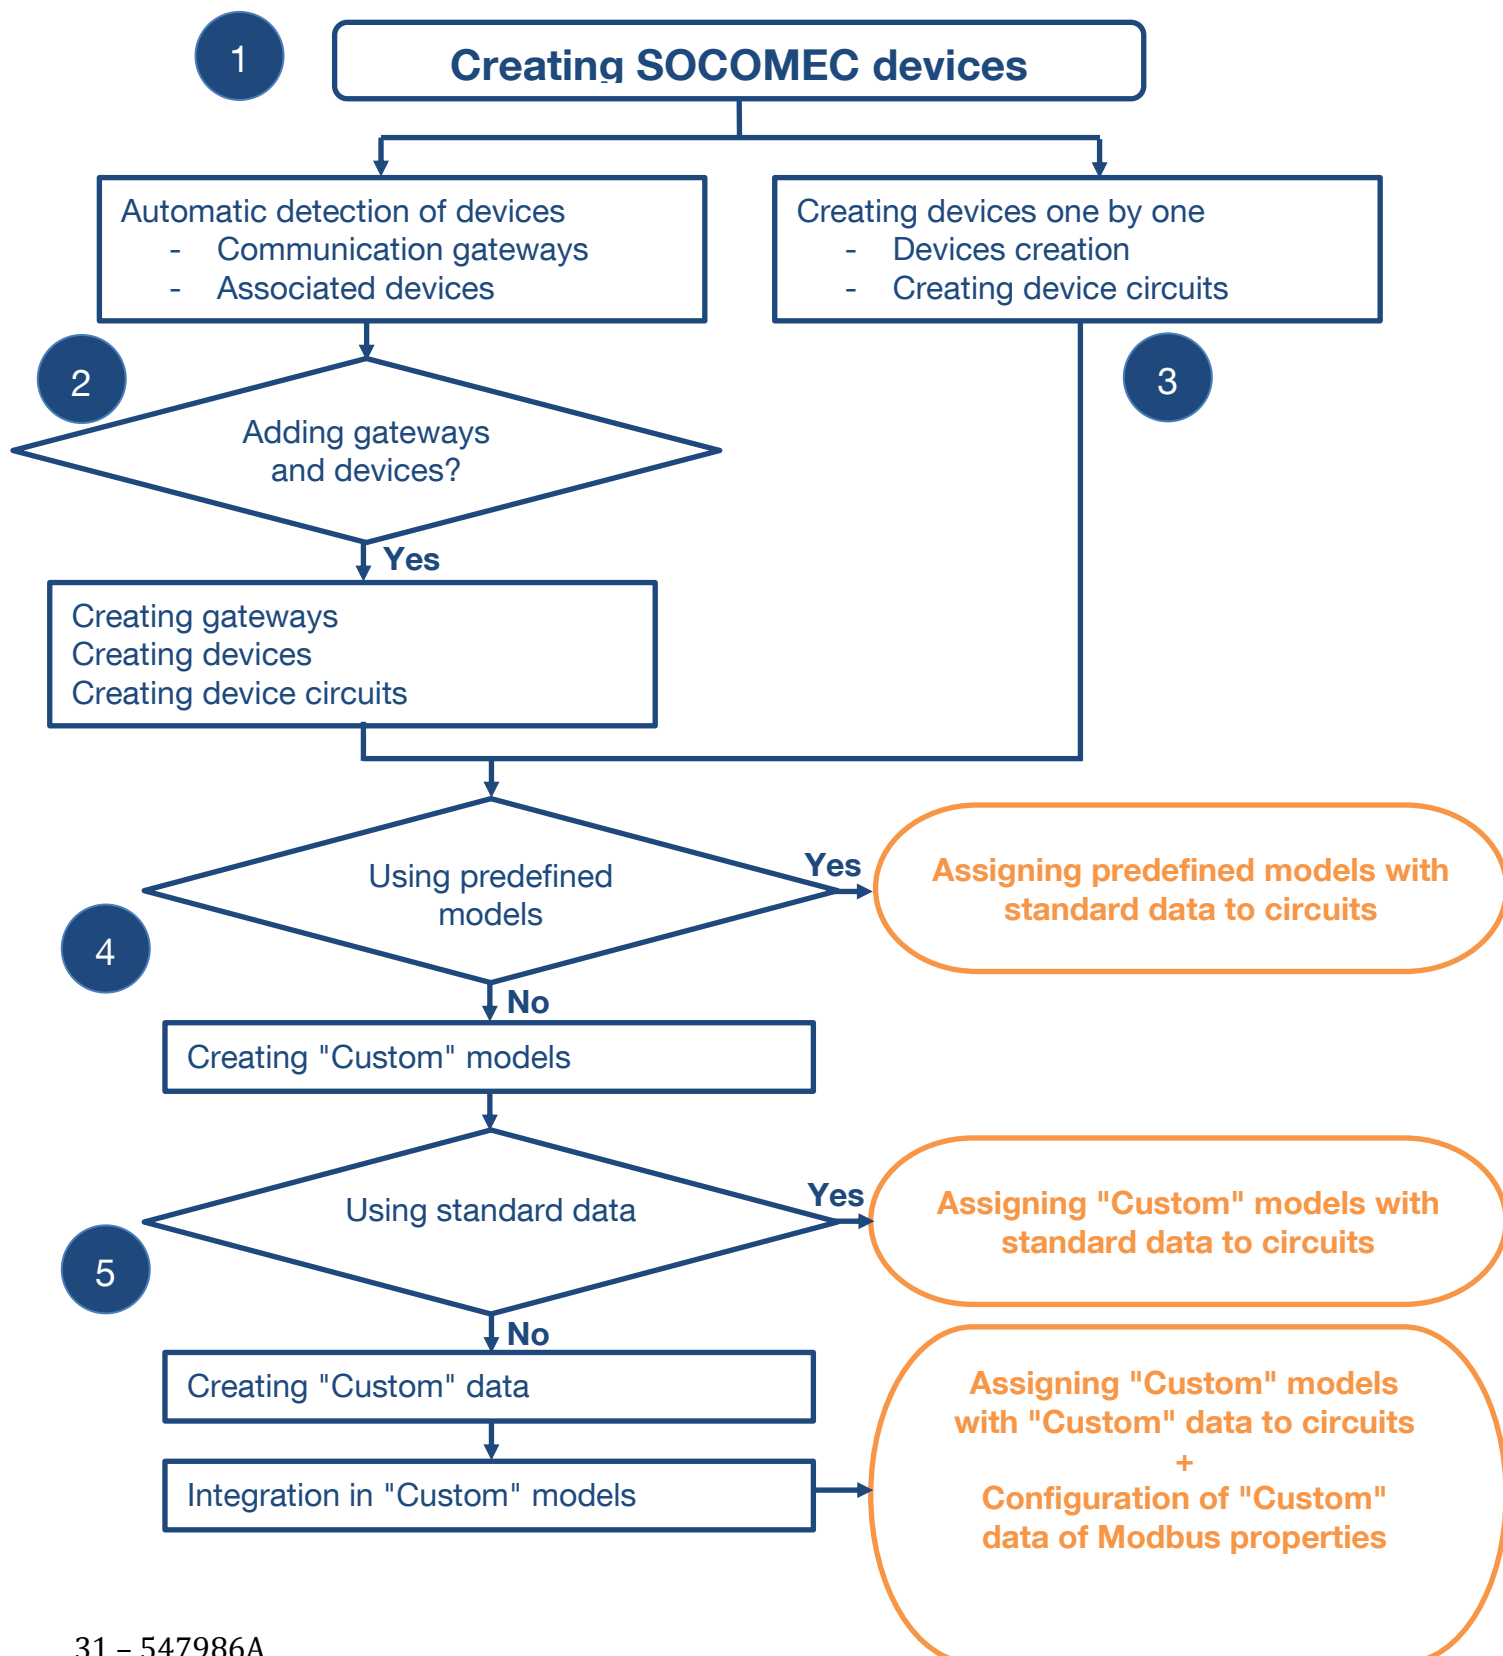 1
Creating SOCOMEC devices
Automatic detection of devices
- Communication gateways
- Associated devices
Creating devices one by one
- Devices creation
- Creating device circuits
2
3
Adding gateways
and devices?
Yes
Creating gateways
Creating devices
Creating device circuits
Using predefined
models
Yes
Assigning predefined models with
standard data to circuits
4
No
Creating "Custom" models
Using standard data
Yes
Assigning "Custom" models with
standard data to circuits
5
No
Creating "Custom" data
Integration in "Custom" models
Assigning "Custom" models
with "Custom" data to circuits
+
Configuration of "Custom"
data of Modbus properties
31 – 547986A